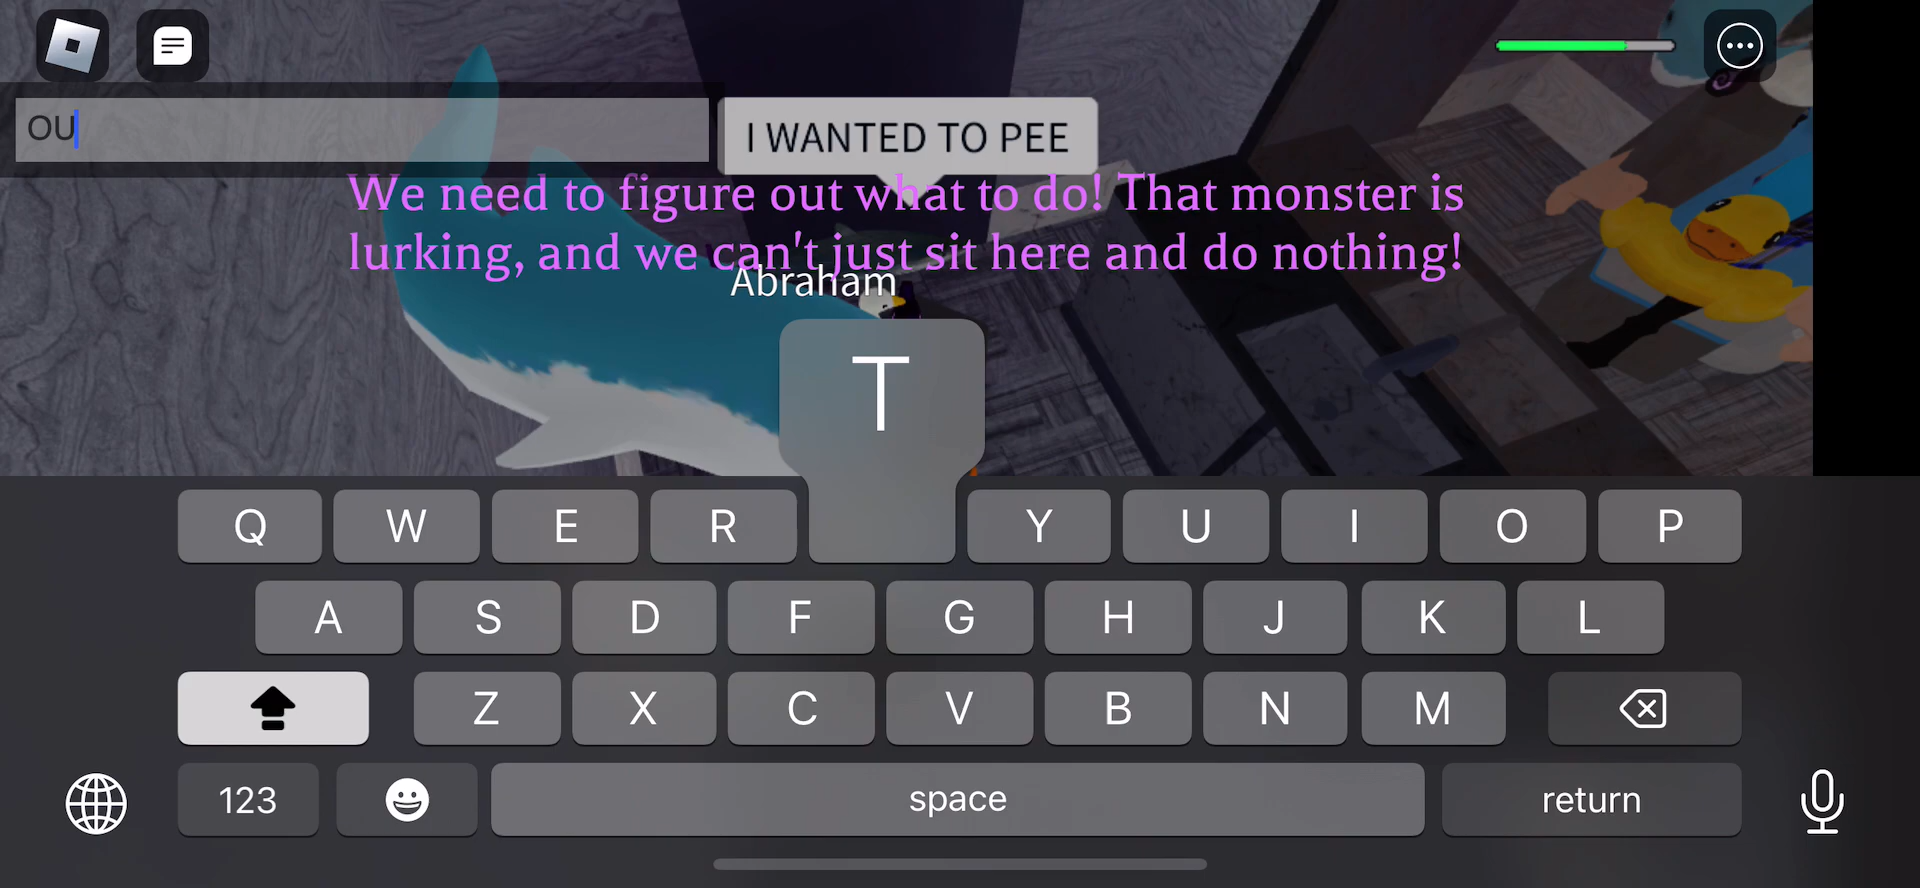 OU
I WANTED TO PEE
We need to figure out what to do! That monster is
lurking, and we can't just sit here and do nothing!
Abraham
T
Q W E R Y U I O P
A S D F G H J K L
Z X C V B N M
123 space return